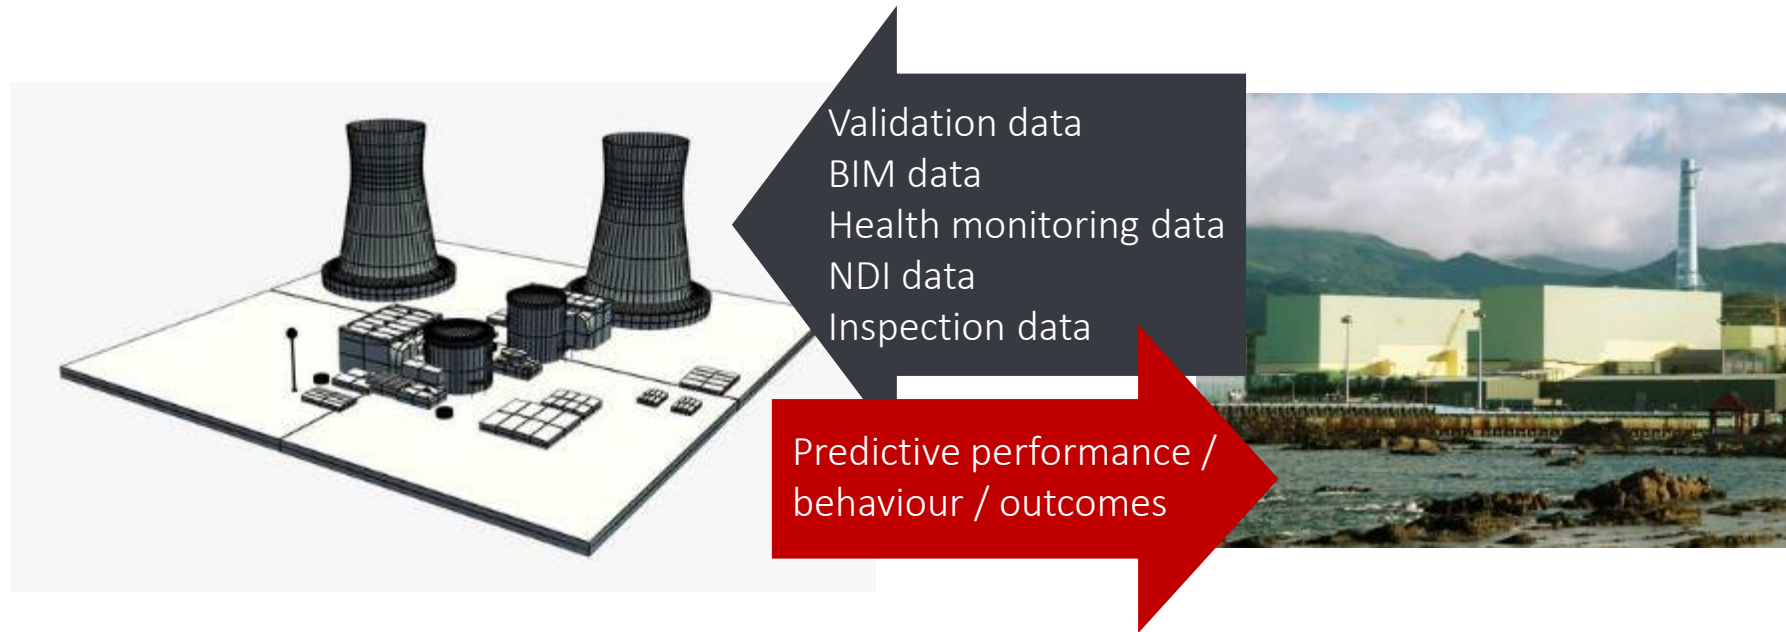 Validation data
BIM data
Health monitoring data
NDI data
Inspection data
Predictive performance /
behaviour / outcomes